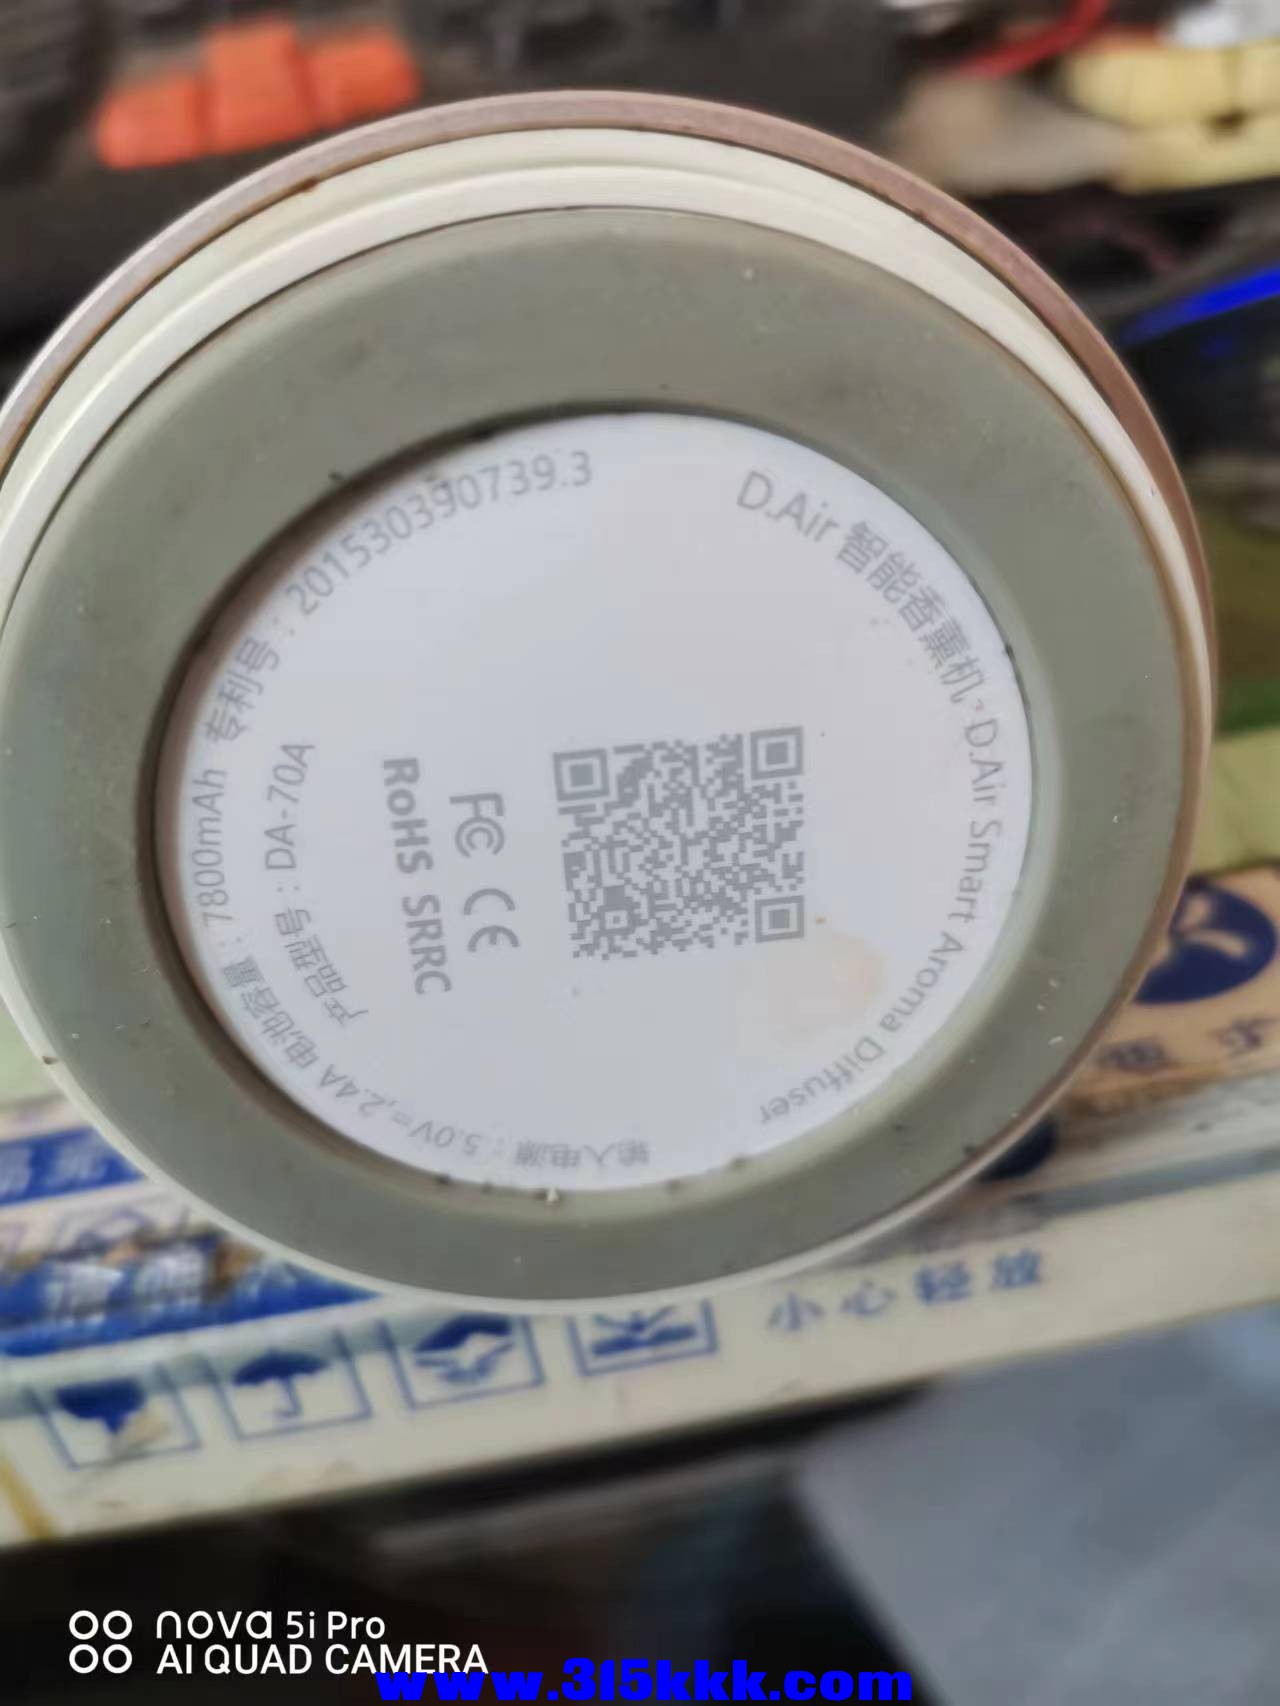 D.Air 智能香薰机·D.Air Smart Aroma Diffuser
输入电源：5.0V⎓,2.4A 电池容量：7800mAh 专利号：201530390739.3
产品型号：DA-70A
FC CE
RoHS SRRC
小心轻放
nova 5i Pro
AI QUAD CAMERA
www.315kkk.com